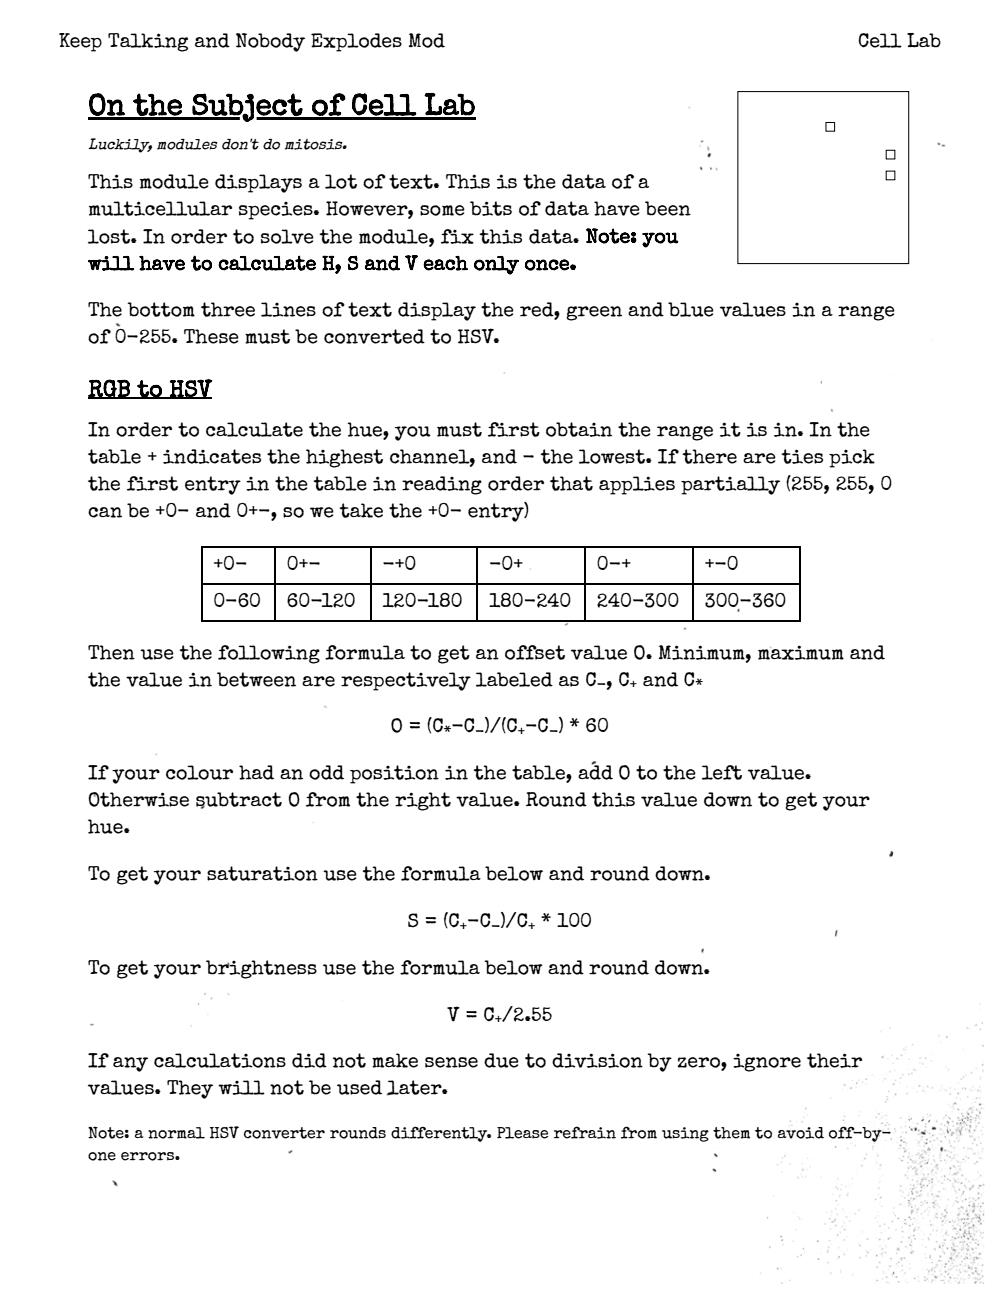 Keep Talking and Nobody Explodes Mod
Cell Lab
On the Subject of Cell Lab
Luckily, modules don't do mitosis.
This module displays a lot of text. This is the data of a
multicellular species. However, some bits of data have been
lost. In order to solve the module, fix this data. Note: you
will have to calculate H, S and V each only once.
The bottom three lines of text display the red, green and blue values in a range
of 0-255. These must be converted to HSV.
RGB to HSV
In order to calculate the hue, you must first obtain the range it is in. In the
table + indicates the highest channel, and - the lowest. If there are ties pick
the first entry in the table in reading order that applies partially (255, 255, 0
can be +0- and 0+-, so we take the +0- entry)
+0- 0+- -+0 -0+ 0-+ +-0
0-60 60-120 120-180 180-240 240-300 300-360
Then use the following formula to get an offset value O. Minimum, maximum and
the value in between are respectively labeled as C₋, C₊ and C*
O = (C*-C₋)/(C₊-C₋) * 60
If your colour had an odd position in the table, add O to the left value.
Otherwise subtract O from the right value. Round this value down to get your
hue.
To get your saturation use the formula below and round down.
S = (C₊-C₋)/C₊ * 100
To get your brightness use the formula below and round down.
V = C₊/2.55
If any calculations did not make sense due to division by zero, ignore their
values. They will not be used later.
Note: a normal HSV converter rounds differently. Please refrain from using them to avoid off-by-
one errors.